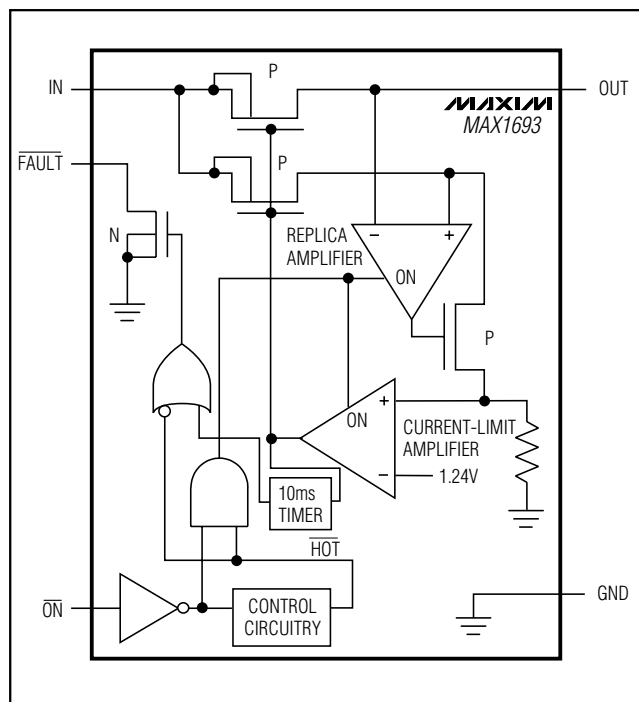 P
IN
OUT
MAXIM
MAX1693
FAULT
P
N
REPLICA
AMPLIFIER
−
+
ON
P
+
ON
CURRENT-LIMIT
AMPLIFIER
−
1.24V
10ms
TIMER
HOT
ON
CONTROL
CIRCUITRY
GND